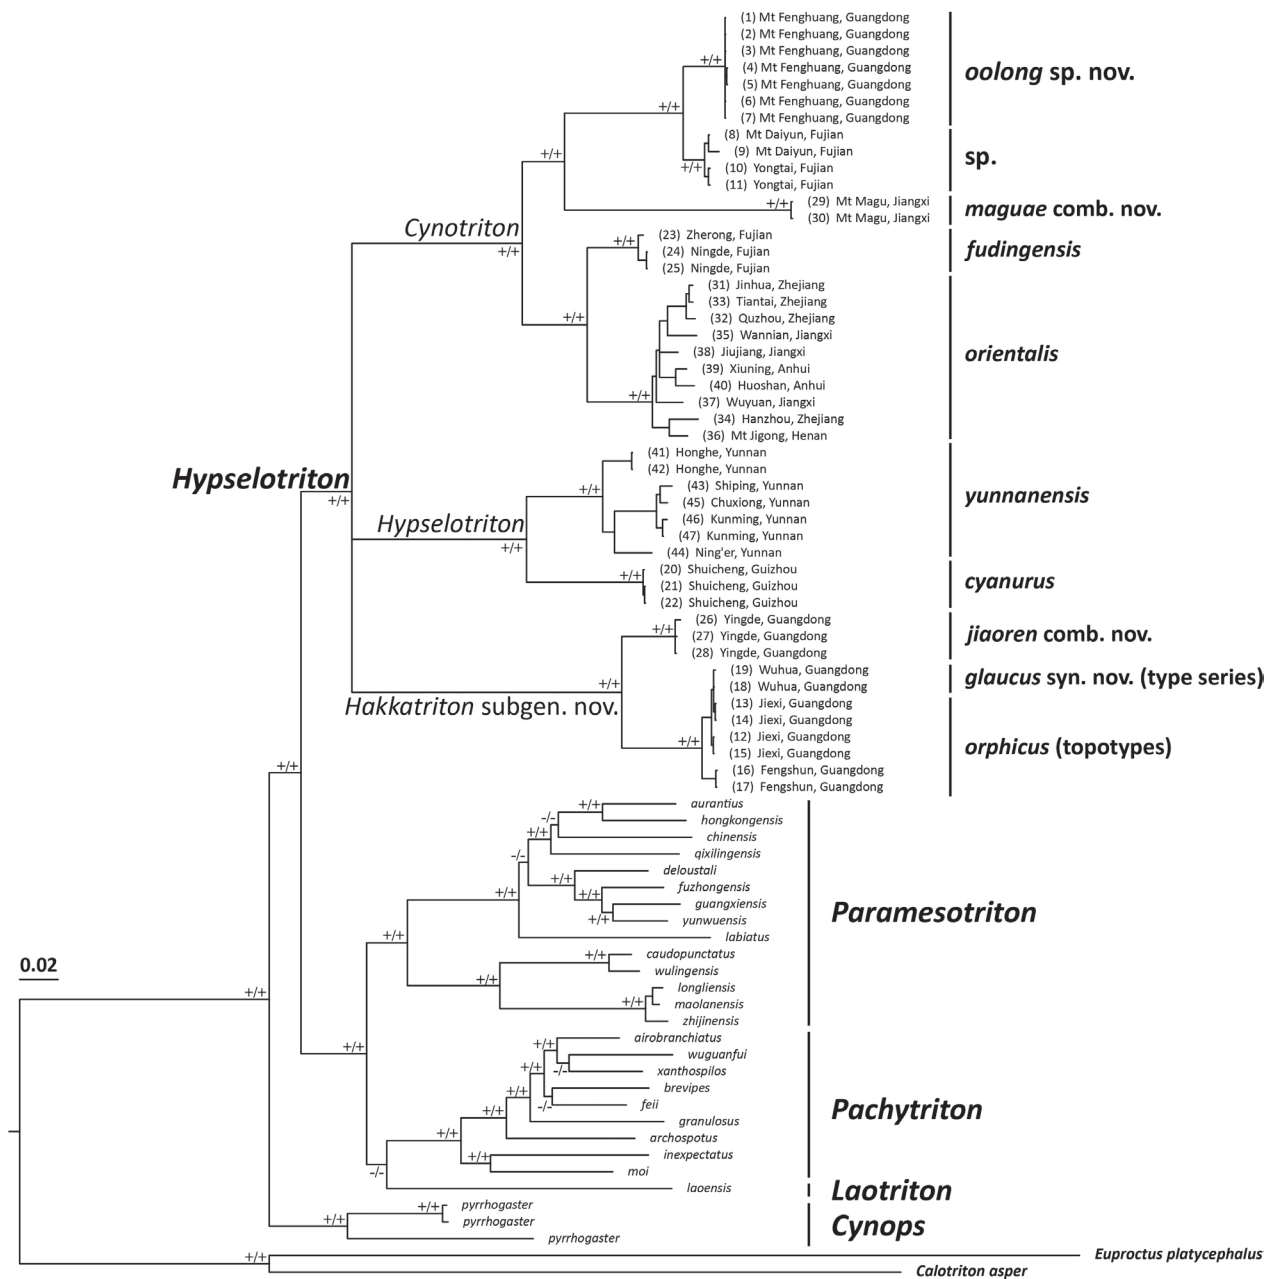 (1) Mt Fenghuang, Guangdong
(2) Mt Fenghuang, Guangdong
(3) Mt Fenghuang, Guangdong
+/+
(4) Mt Fenghuang, Guangdong
oolong sp. nov.
(5) Mt Fenghuang, Guangdong
(6) Mt Fenghuang, Guangdong
+/+
(7) Mt Fenghuang, Guangdong
(8) Mt Daiyun, Fujian
+/+
(9) Mt Daiyun, Fujian
sp.
+/+
(10) Yongtai, Fujian
(11) Yongtai, Fujian
+/+
(29) Mt Magu, Jiangxi
maguae comb. nov.
(30) Mt Magu, Jiangxi
Cynotriton
+/+
+/+
(23) Zherong, Fujian
(24) Ningde, Fujian
fudingensis
(25) Ningde, Fujian
(31) Jinhua, Zhejiang
(33) Tiantai, Zhejiang
+/+
(32) Quzhou, Zhejiang
(35) Wannian, Jiangxi
(38) Jiujiang, Jiangxi
orientalis
(39) Xiuning, Anhui
(40) Huoshan, Anhui
+/+
(37) Wuyuan, Jiangxi
(34) Hanzhou, Zhejiang
(36) Mt Jigong, Henan
(41) Honghe, Yunnan
(42) Honghe, Yunnan
Hypselotriton
+/+
+/+
(43) Shiping, Yunnan
yunnanensis
(45) Chuxiong, Yunnan
(46) Kunming, Yunnan
Hypselotriton
+/+
(47) Kunming, Yunnan
(44) Ning'er, Yunnan
+/+
(20) Shuicheng, Guizhou
(21) Shuicheng, Guizhou
cyanurus
(22) Shuicheng, Guizhou
(26) Yingde, Guangdong
+/+
(27) Yingde, Guangdong
jiaoren comb. nov.
(28) Yingde, Guangdong
(19) Wuhua, Guangdong
+/+
(18) Wuhua, Guangdong
glaucus syn. nov. (type series)
Hakkatriton subgen. nov.
(13) Jiexi, Guangdong
(14) Jiexi, Guangdong
+/+
(12) Jiexi, Guangdong
(15) Jiexi, Guangdong
orphicus (topotypes)
+/+
(16) Fengshun, Guangdong
(17) Fengshun, Guangdong
+/+
aurantius
-/-
hongkongensis
+/+
chinensis
-/-
qixilingensis
+/+
deloustali
+/+
+/+
fuzhongensis
guangxiensis
+/+
yunwuensis
Paramesotriton
+/+
labiatus
+/+
caudopunctatus
wulingensis
+/+
longliensis
+/+
maolanensis
zhijinensis
0.02
+/+
+/+
+/+
airobranchiatus
+/+
wuguanfui
-/-
xanthospilos
+/+
brevipes
-/-
feii
+/+
granulosus
Pachytriton
+/+
archospotus
+/+
inexpectatus
-/-
moi
laoensis
Laotriton
+/+
pyrrhogaster
+/+
pyrrhogaster
Cynops
pyrrhogaster
+/+
Euproctus platycephalus
Calotriton asper